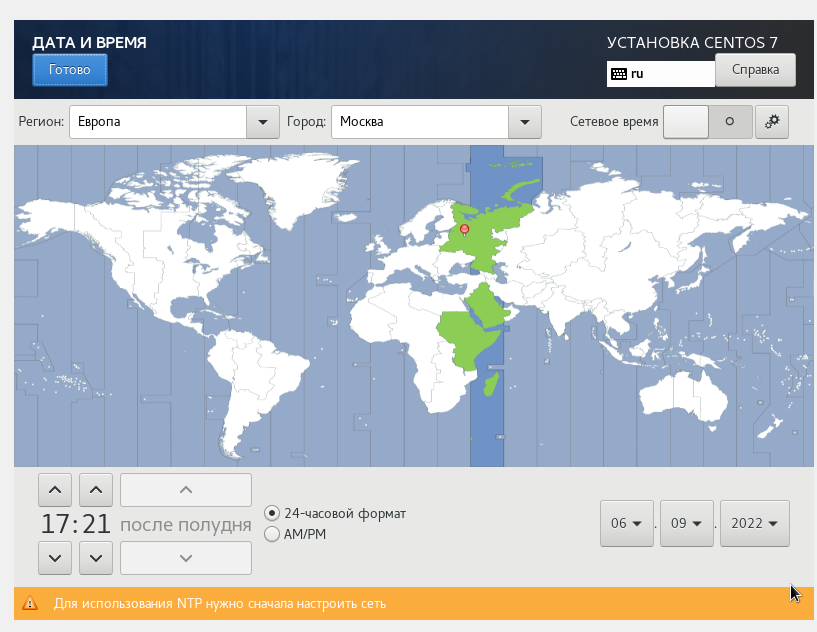 ДАТА И ВРЕМЯ
УСТАНОВКА CENTOS 7
Готово
ru
Справка
Регион: Европа Город: Москва Сетевое время
17:21 после полудня
24-часовой формат
AM/PM
06 . 09 . 2022
Для использования NTP нужно сначала настроить сеть